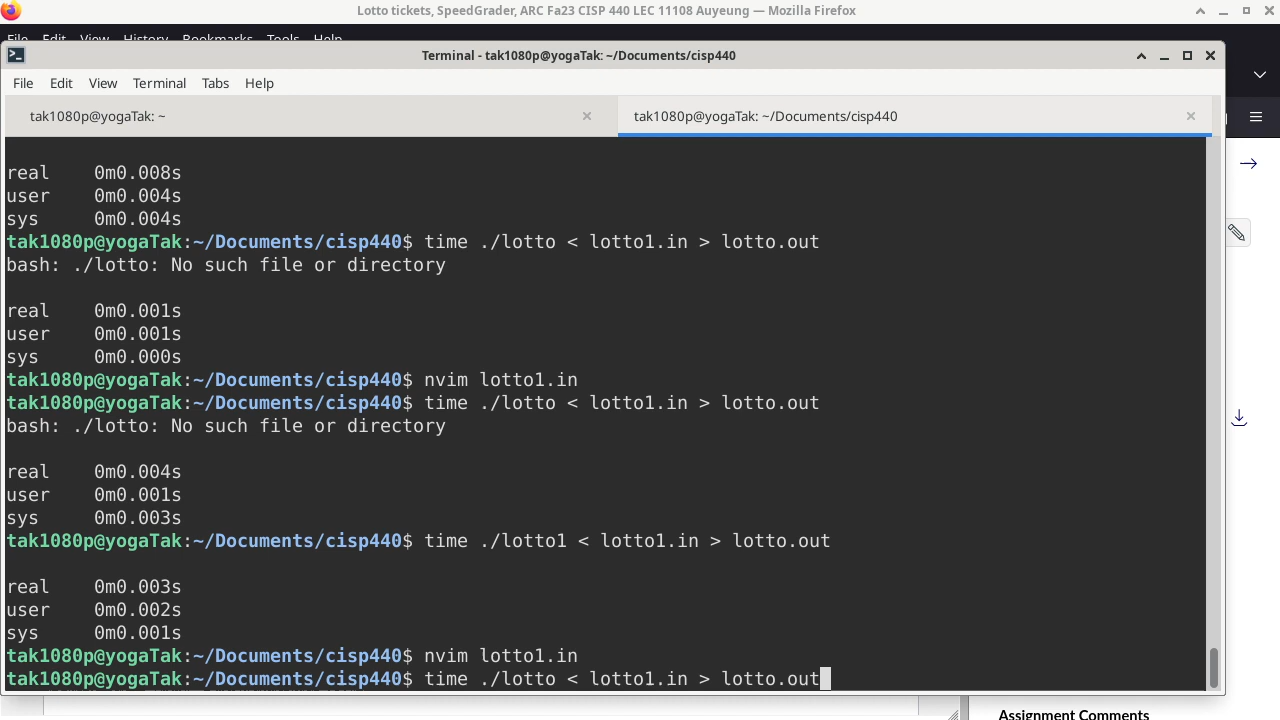 Lotto tickets, SpeedGrader, ARC Fa23 CISP 440 LEC 11108 Auyeung — Mozilla Firefox
File Edit View History Bookmarks Tools Help
Terminal - tak1080p@yogaTak: ~/Documents/cisp440
File Edit View Terminal Tabs Help
tak1080p@yogaTak: ~
tak1080p@yogaTak: ~/Documents/cisp440
real 0m0.008s
user 0m0.004s
sys 0m0.004s
tak1080p@yogaTak:~/Documents/cisp440$ time ./lotto < lotto1.in > lotto.out
bash: ./lotto: No such file or directory
real 0m0.001s
user 0m0.001s
sys 0m0.000s
tak1080p@yogaTak:~/Documents/cisp440$ nvim lotto1.in
tak1080p@yogaTak:~/Documents/cisp440$ time ./lotto < lotto1.in > lotto.out
bash: ./lotto: No such file or directory
real 0m0.004s
user 0m0.001s
sys 0m0.003s
tak1080p@yogaTak:~/Documents/cisp440$ time ./lotto1 < lotto1.in > lotto.out
real 0m0.003s
user 0m0.002s
sys 0m0.001s
tak1080p@yogaTak:~/Documents/cisp440$ nvim lotto1.in
tak1080p@yogaTak:~/Documents/cisp440$ time ./lotto < lotto1.in > lotto.out
Assignment Comments